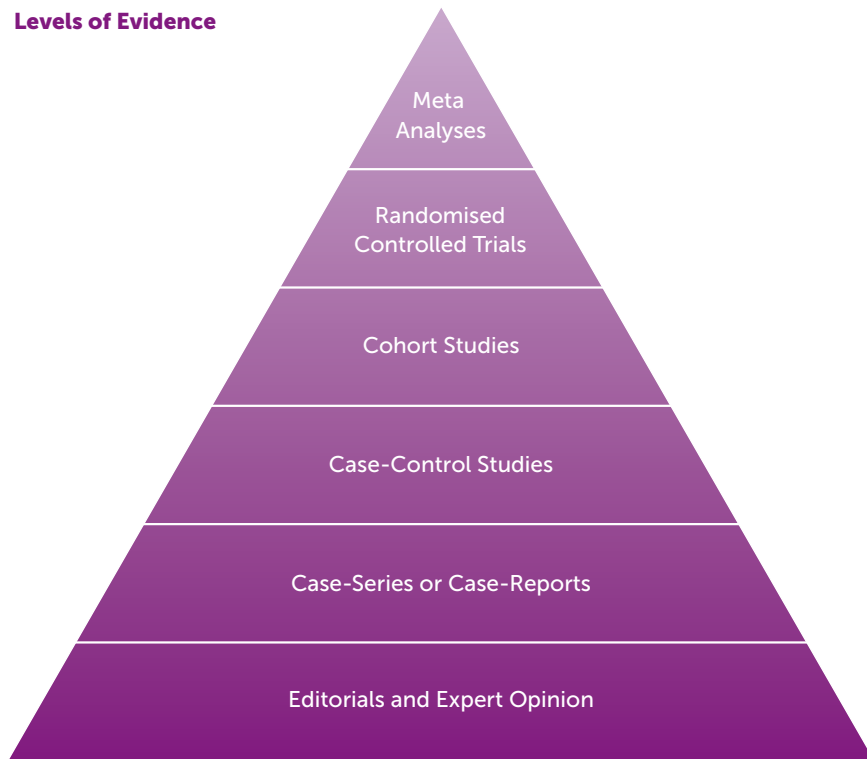 Levels of Evidence
Meta
Analyses
Randomised
Controlled Trials
Cohort Studies
Case-Control Studies
Case-Series or Case-Reports
Editorials and Expert Opinion